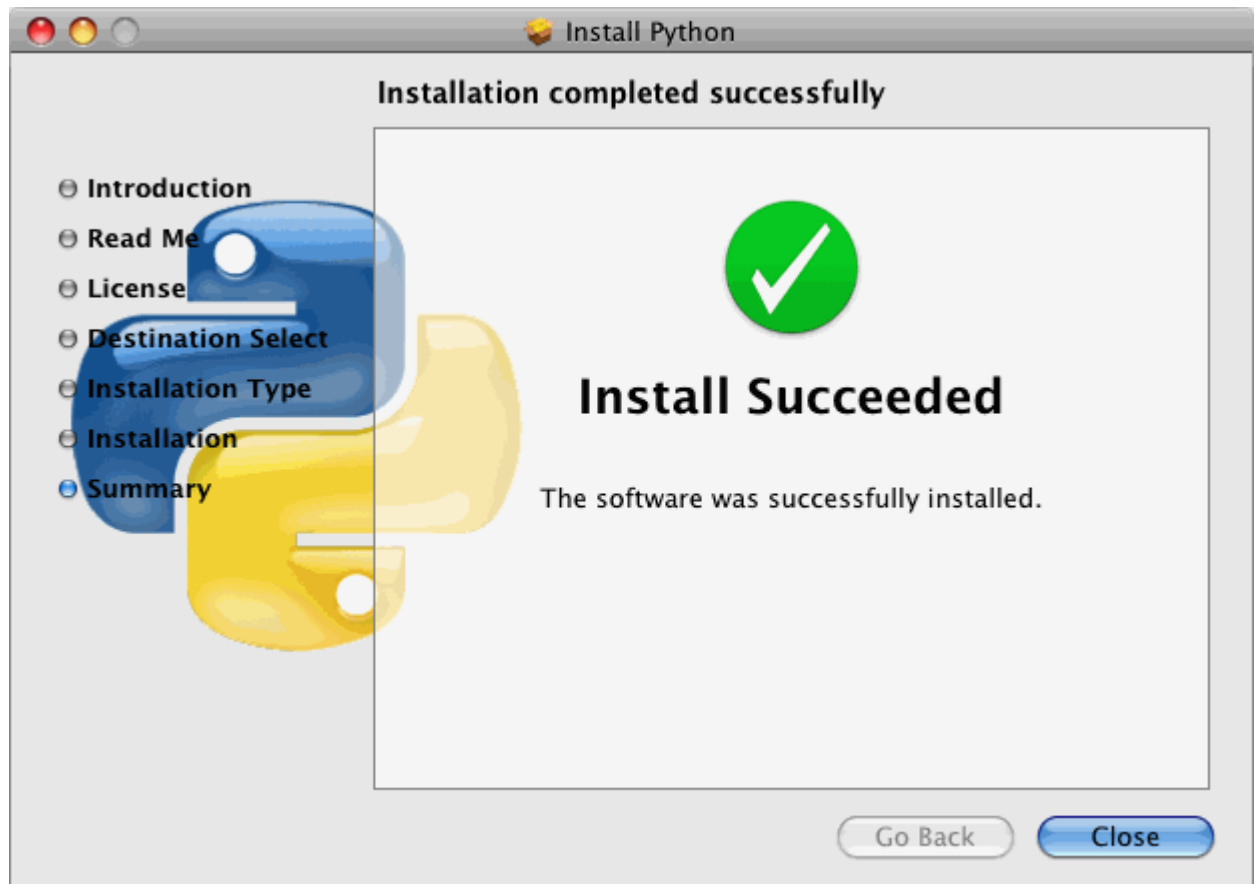 Install Python
Installation completed successfully
Introduction
Read Me
License
Destination Select
Installation Type
Installation
Summary
Install Succeeded
The software was successfully installed.
Go Back
Close